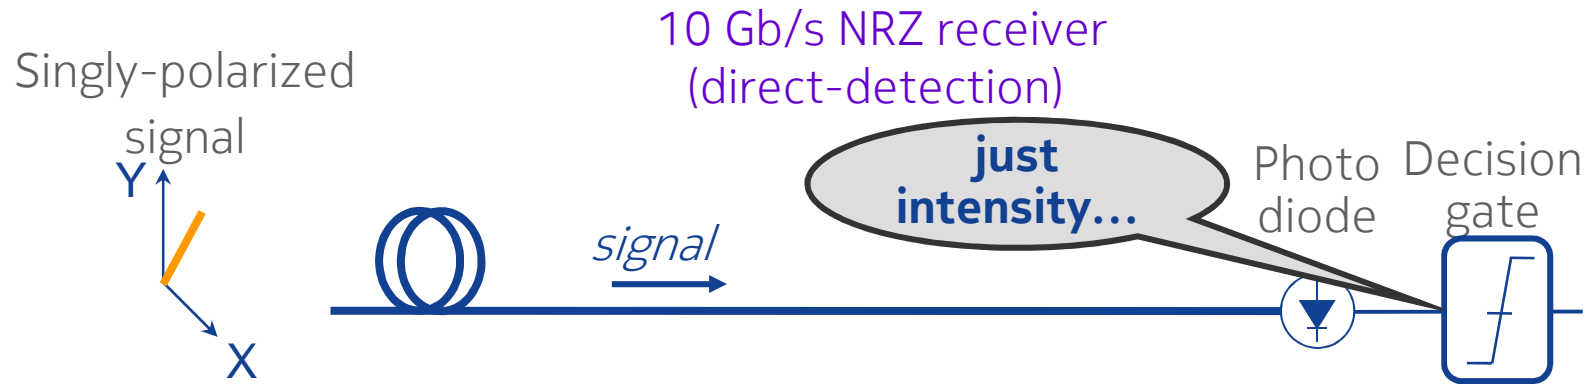 10 Gb/s NRZ receiver
(direct-detection)
Singly-polarized
signal
Y
X
signal
just
intensity...
Photo
diode
Decision
gate